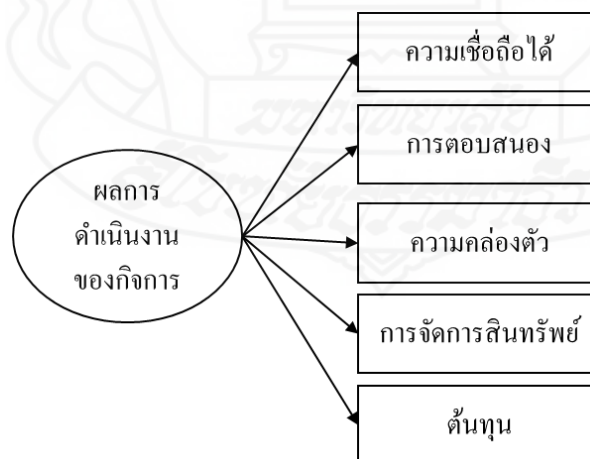 ความเชื่อถือได้
การตอบสนอง
ผลการ
ดำเนินงาน
ของกิจการ
ความคล่องตัว
การจัดการสินทรัพย์
ต้นทุน